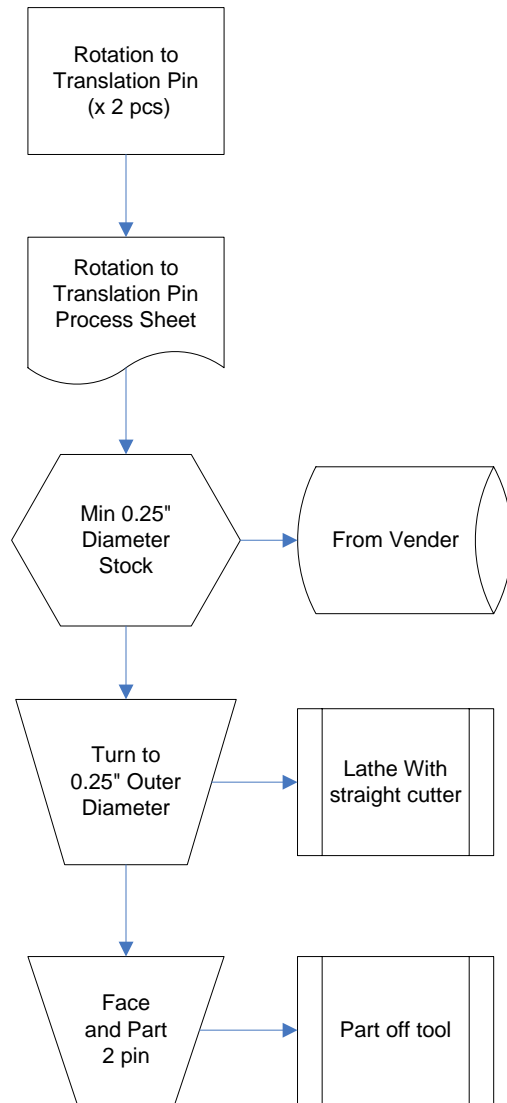 Rotation to
Translation Pin
(x 2 pcs)
Rotation to
Translation Pin
Process Sheet
Min 0.25"
Diameter
Stock
From Vender
Turn to
0.25" Outer
Diameter
Lathe With
straight cutter
Face
and Part
2 pin
Part off tool